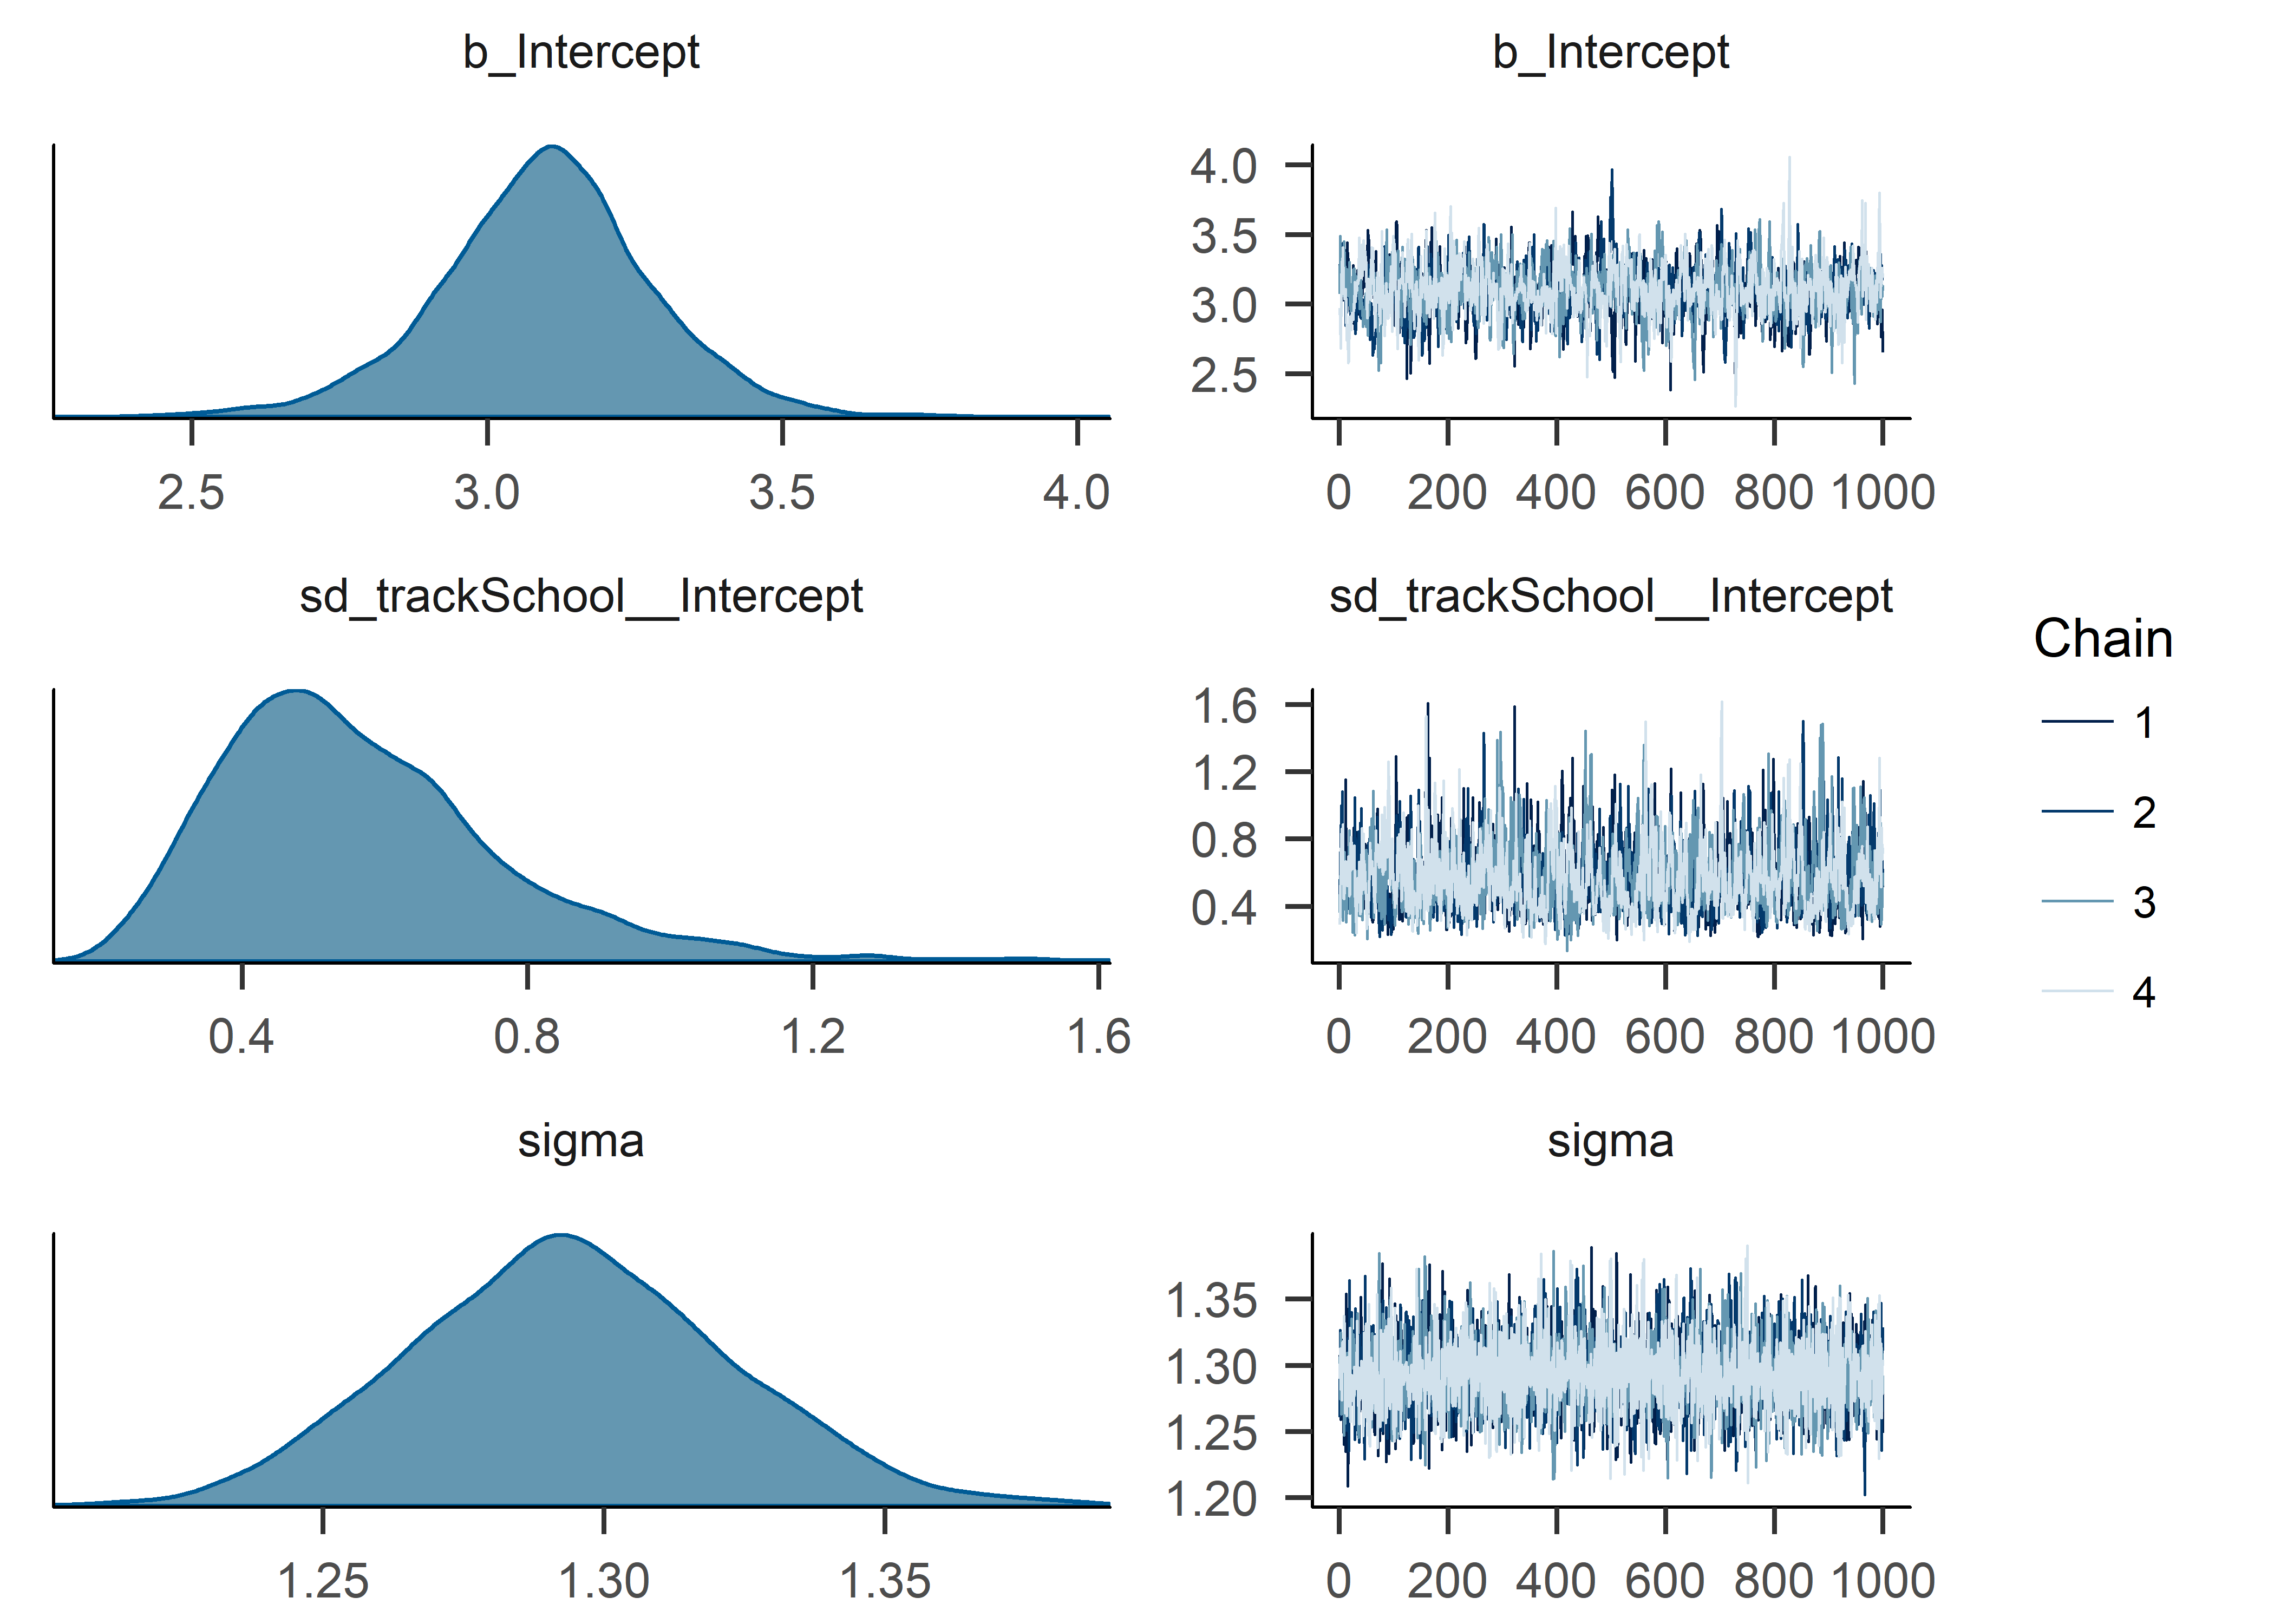 b_Intercept b_Intercept
4.0
3.5
3.0
2.5
2.5 3.0 3.5 4.0 0 200 400 600 800 1000
sd_trackSchool__Intercept sd_trackSchool__Intercept
Chain
1.6
1
1.2
2
0.8
3
0.4
4
0.4 0.8 1.2 1.6 0 200 400 600 800 1000
sigma sigma
1.35
1.30
1.25
1.20
1.25 1.30 1.35 0 200 400 600 800 1000